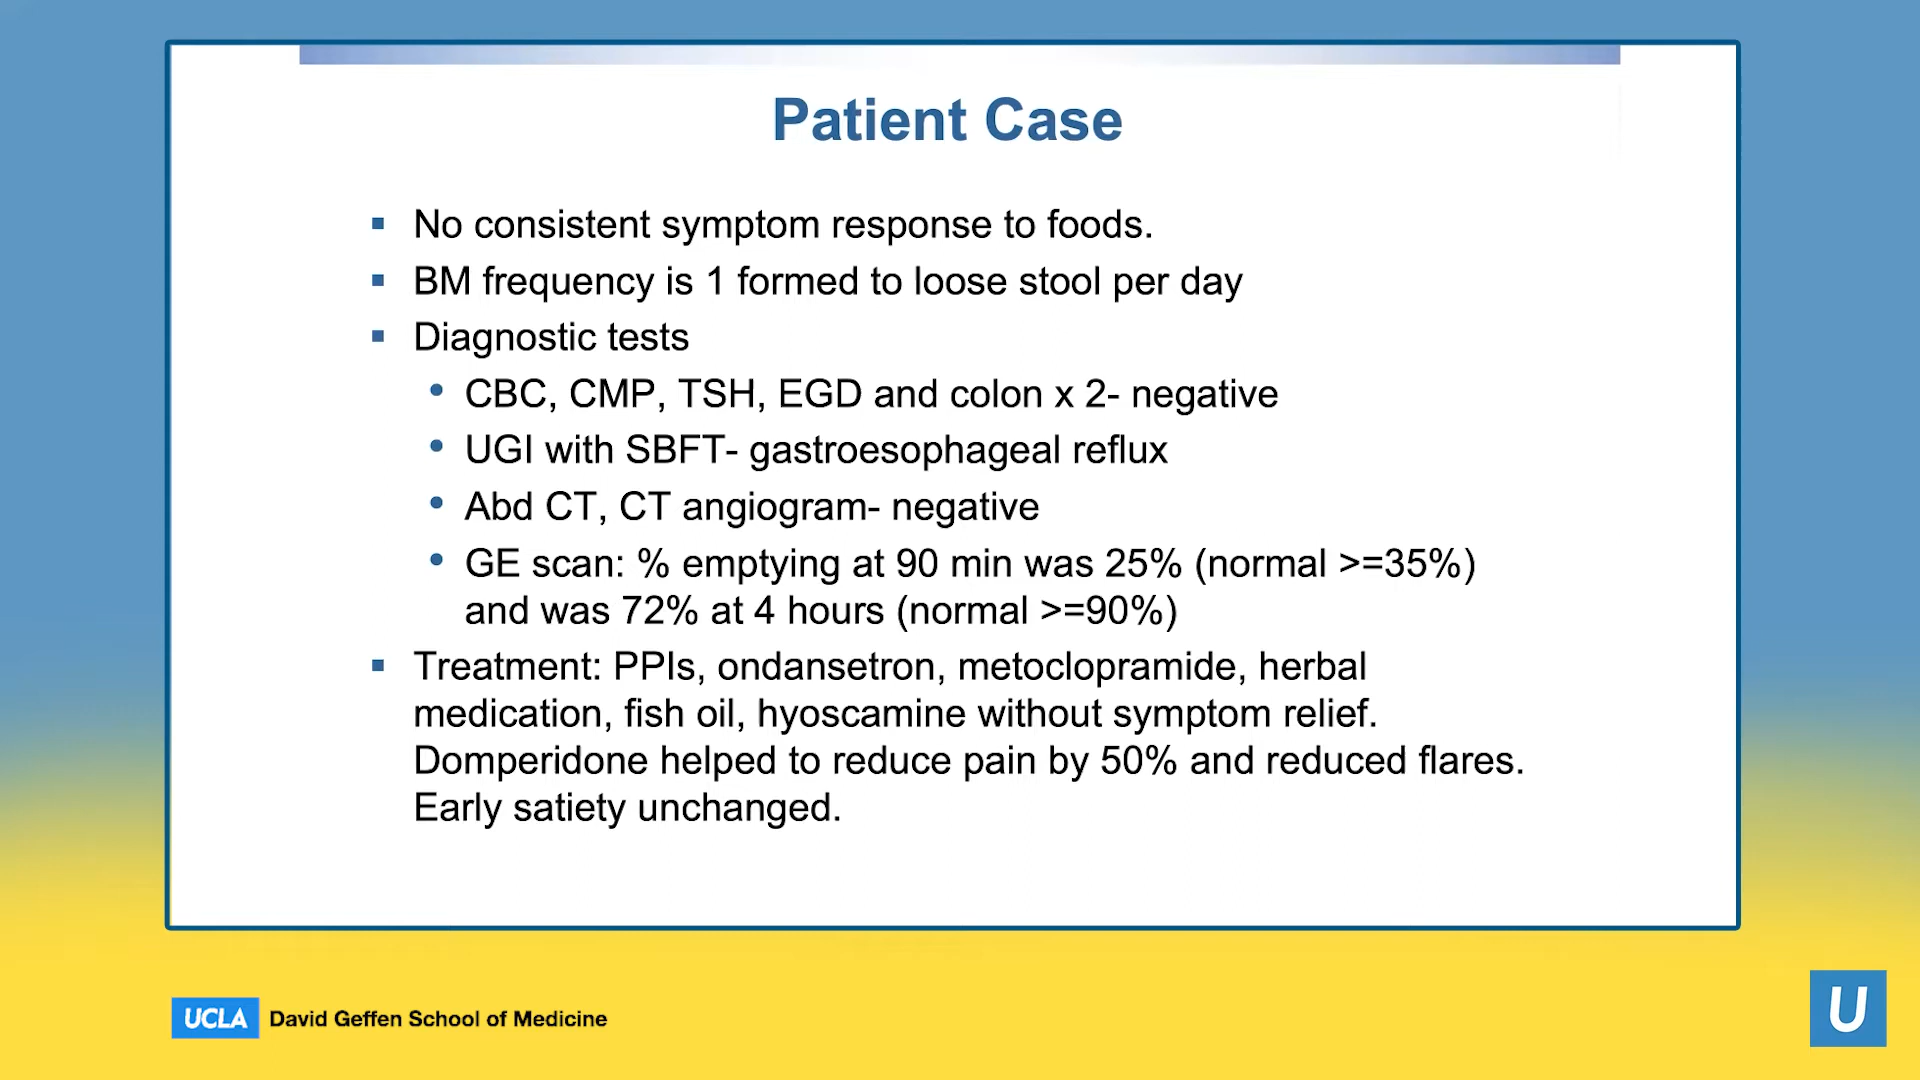 Patient Case
No consistent symptom response to foods.
BM frequency is 1 formed to loose stool per day
Diagnostic tests
CBC, CMP, TSH, EGD and colon x 2- negative
UGI with SBFT- gastroesophageal reflux
Abd CT, CT angiogram- negative
GE scan: % emptying at 90 min was 25% (normal >=35%)
and was 72% at 4 hours (normal >=90%)
Treatment: PPIs, ondansetron, metoclopramide, herbal
medication, fish oil, hyoscamine without symptom relief.
Domperidone helped to reduce pain by 50% and reduced flares.
Early satiety unchanged.
UCLA David Geffen School of Medicine
U